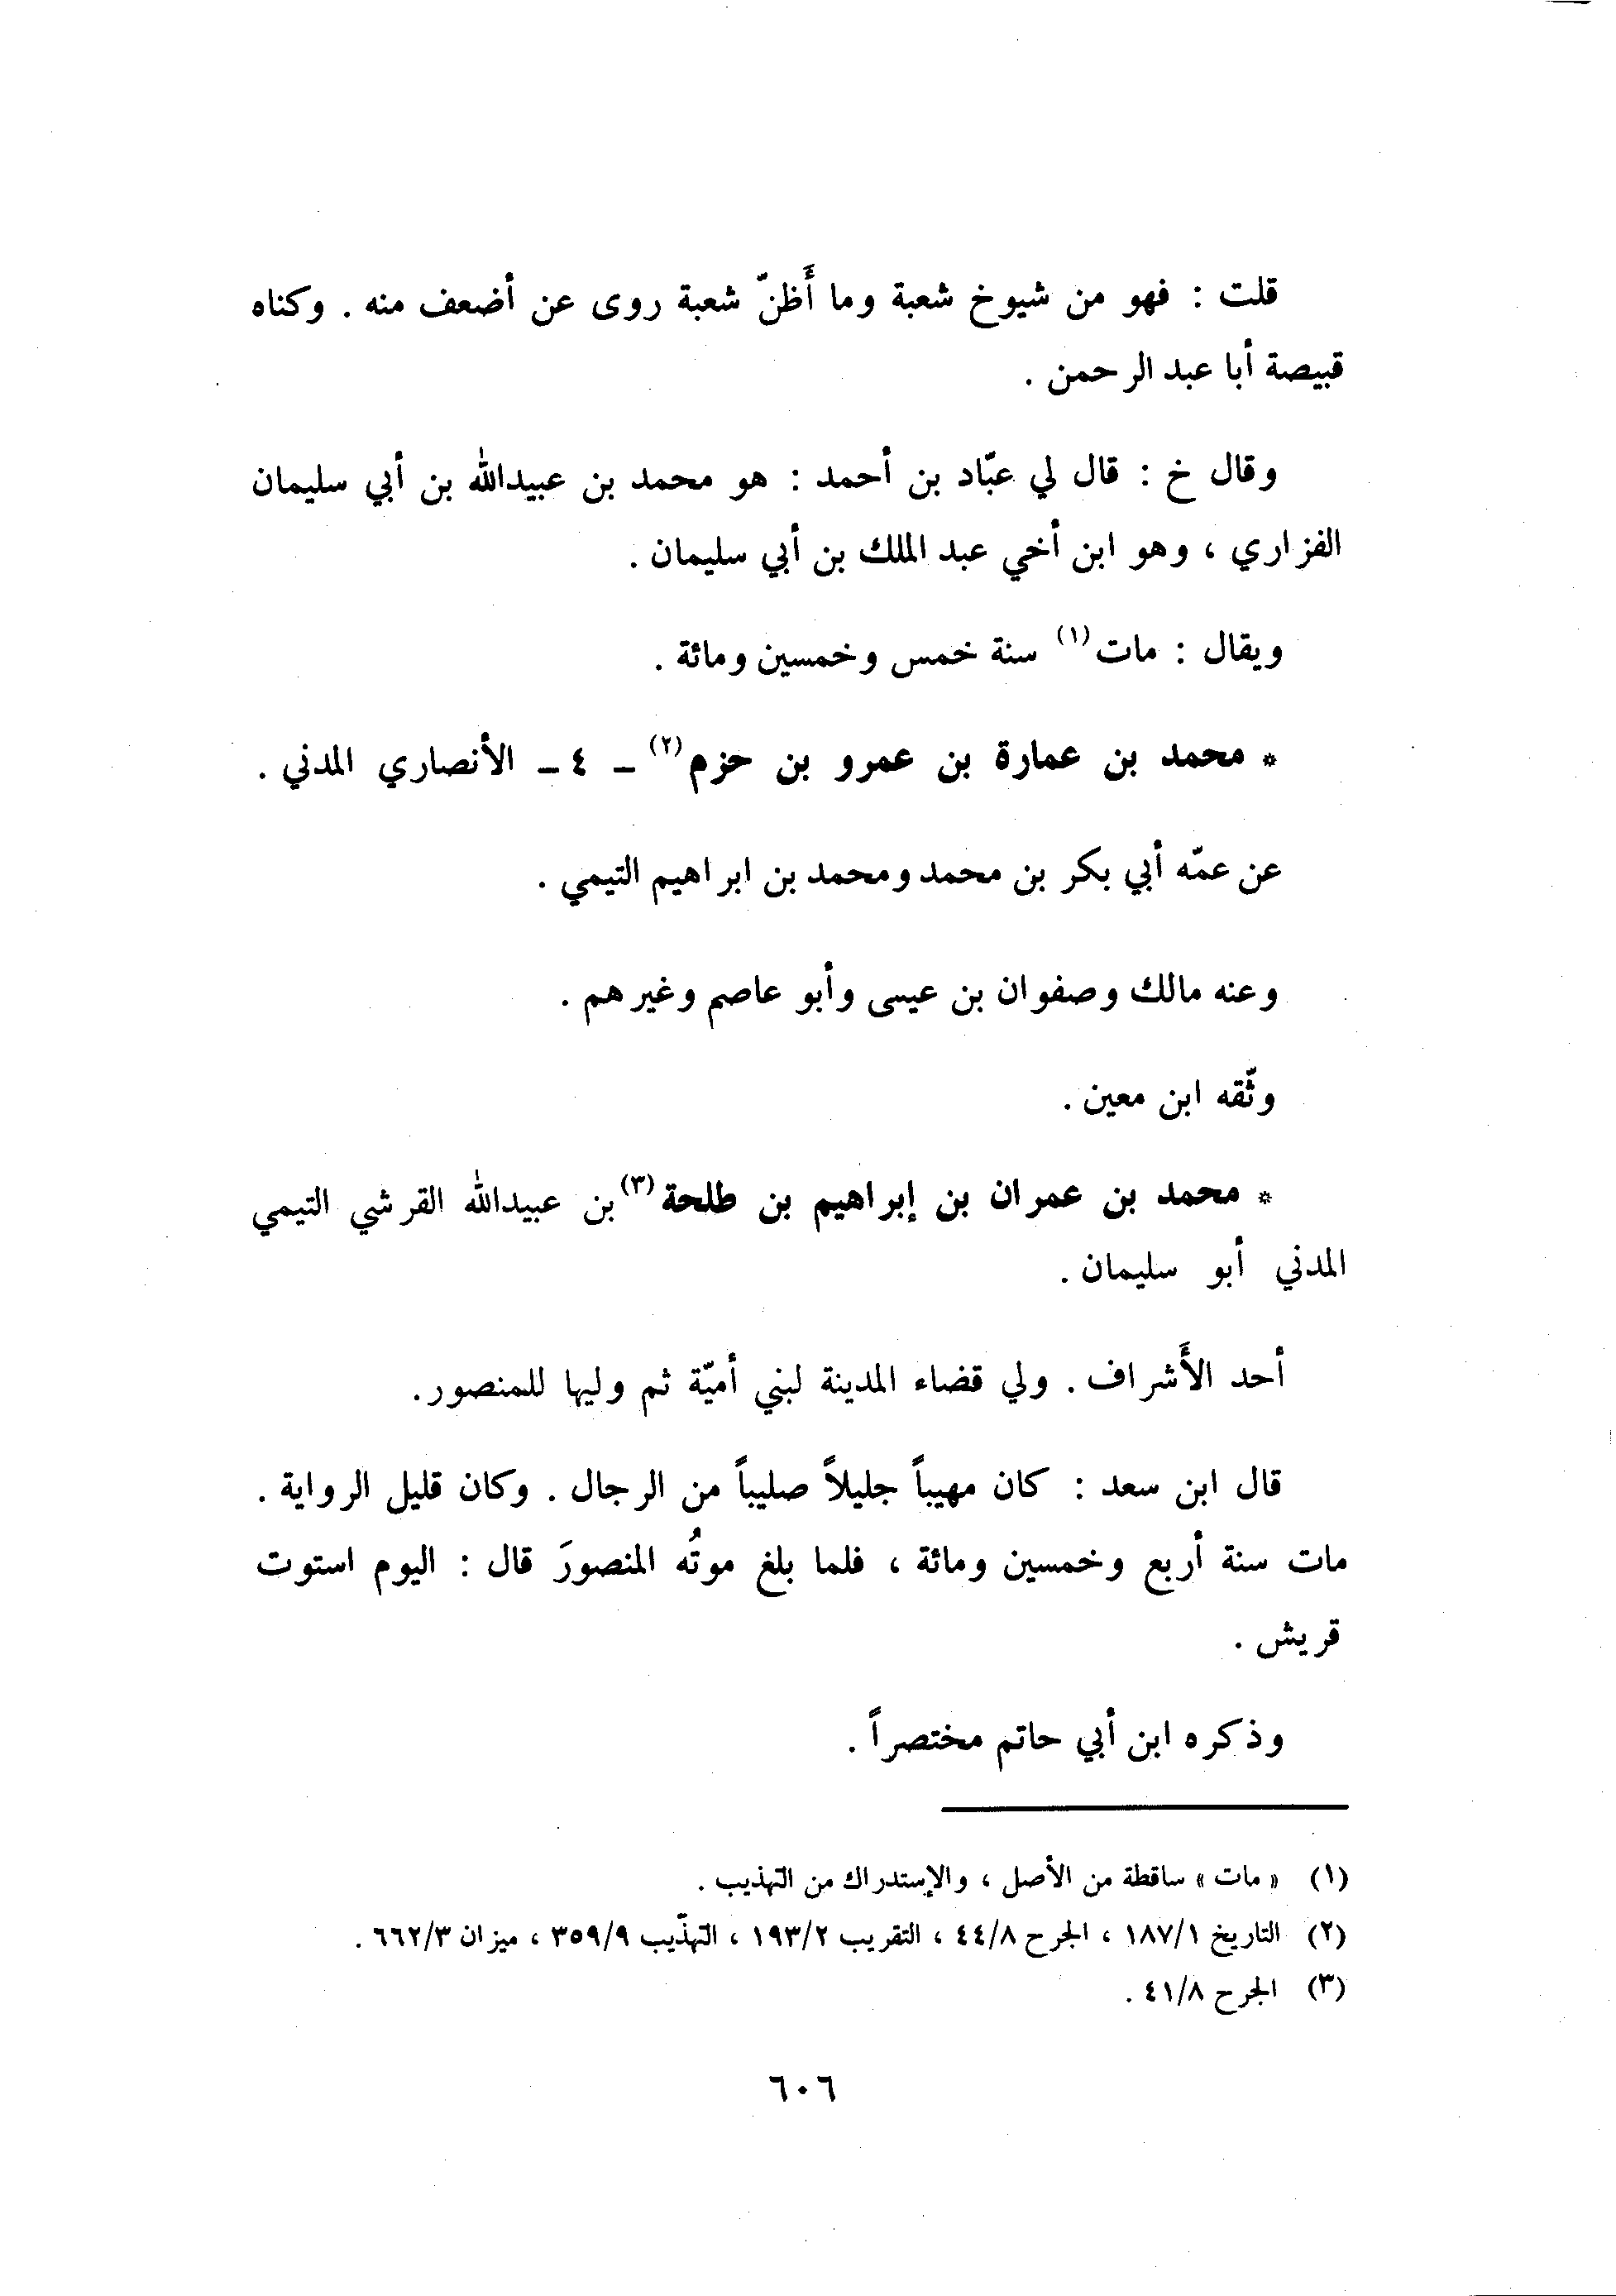 قلت : فهو من شيوخ شعبة وما أَظنّ شعبة روى عن أضعف منه . وكناه
قبيصة أبا عبد الرحمن .
وقال خ : قال لي عبّاد بن أحمد : هو محمد بن عبيدالله بن أبي سليمان
الفزاري ، وهو ابن أخي عبد الملك بن أبي سليمان .
ويقال : مات(١) سنة خمس وخمسين ومائة .
* محمد بن عمارة بن عمرو بن حزم(٢) ـ ٤ ـ الأنصاري المدني .
عن عمّه أبي بكر بن محمد ومحمد بن ابراهيم التيمي .
وعنه مالك وصفوان بن عيسى وأبو عاصم وغيرهم .
وثّقه ابن معين .
* محمد بن عمران بن إبراهيم بن طلحة(٣) بن عبيدالله القرشي التيمي
المدني أبو سليمان .
أحد الأَشراف . ولي قضاء المدينة لبني أميّة ثم وليها للمنصور .
قال ابن سعد : كان مهيباً جليلاً صليباً من الرجال . وكان قليل الرواية .
مات سنة أربع وخمسين ومائة ، فلما بلغ موتُه المنصورَ قال : اليوم استوت
قريش .
وذكره ابن أبي حاتم مختصراً .
(١) « مات » ساقطة من الأصل ، والإستدراك من التهذيب .
(٢) التاريخ ١٨٧/١ ، الجرح ٤٤/٨ ، التقريب ١٩٣/٢ ، التهذّيب ٣٥٩/٩ ، ميزان ٦٦٢/٣ .
(٣) الجرح ٤١/٨ .
٦٠٦